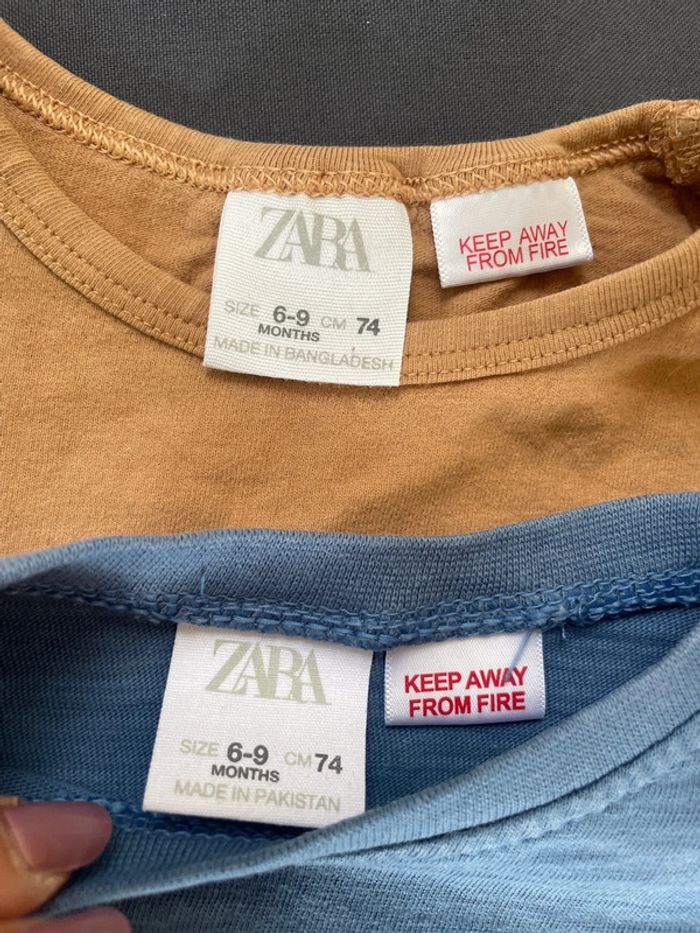 ZARA
SIZE 6-9 CM 74
MONTHS
MADE IN BANGLADESH
KEEP AWAY
FROM FIRE
ZARA
SIZE 6-9 CM 74
MONTHS
MADE IN PAKISTAN
KEEP AWAY
FROM FIRE